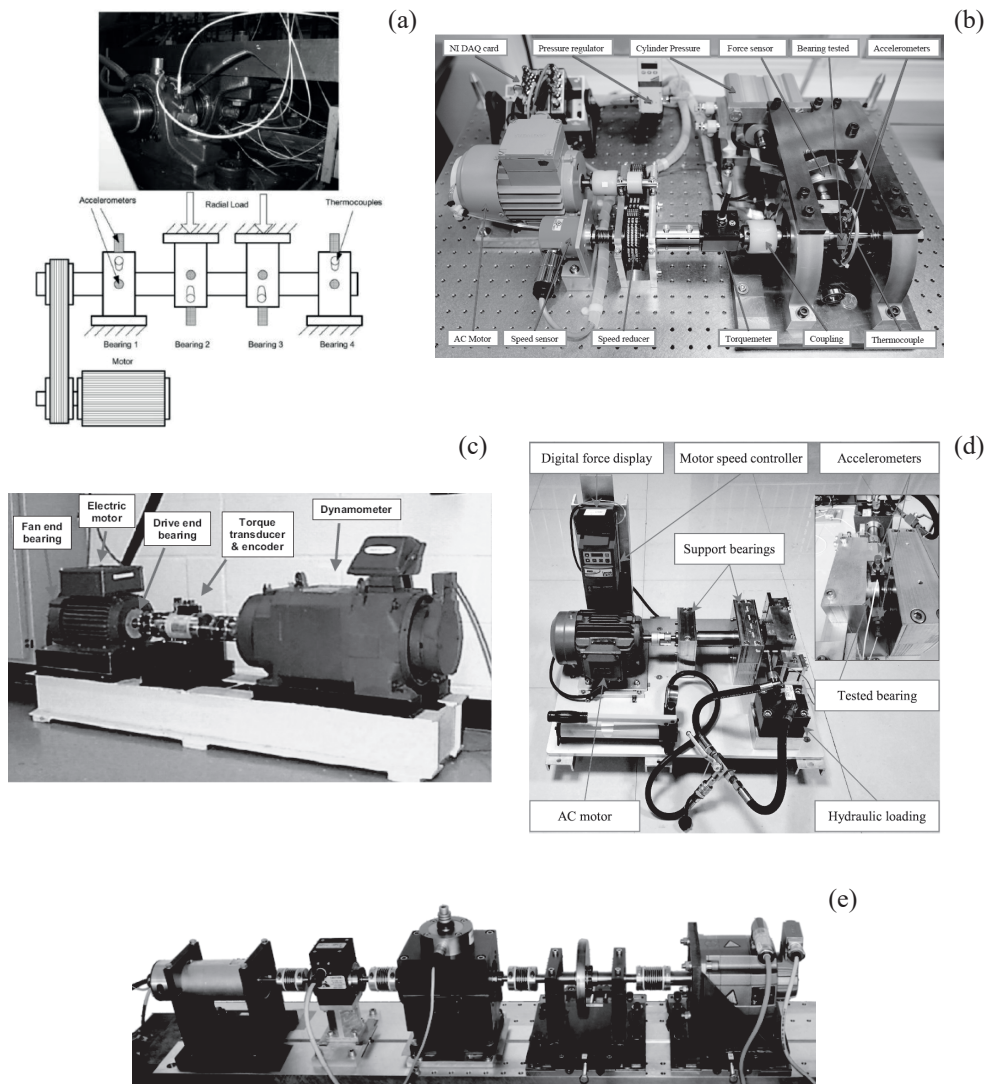 (a)
Accelerometers
Radial Load
Thermocouples
Bearing 1
Bearing 2
Bearing 3
Bearing 4
Motor
(b)
NI DAQ card
Pressure regulator
Cylinder Pressure
Force sensor
Bearing tested
Accelerometers
AC Motor
Speed sensor
Speed reducer
Torquemeter
Coupling
Thermocouple
(c)
Fan end
bearing
Electric
motor
Drive end
bearing
Torque
transducer
& encoder
Dynamometer
(d)
Digital force display
Motor speed controller
Accelerometers
Support bearings
Tested bearing
AC motor
Hydraulic loading
(e)